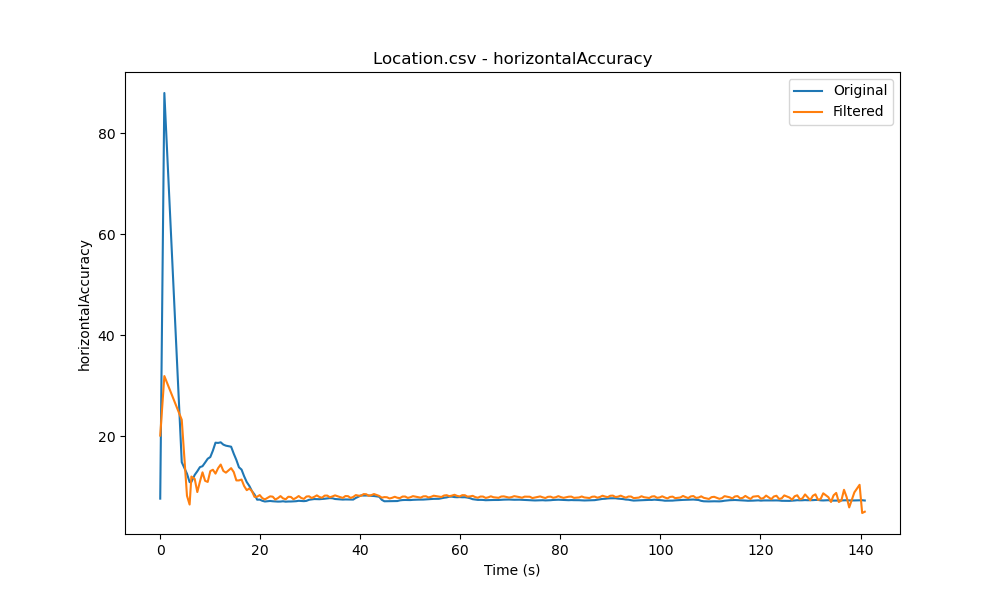 Location.csv - horizontalAccuracy
Original
Filtered
horizontalAccuracy
80
60
40
20
0 20 40 60 80 100 120 140
Time (s)